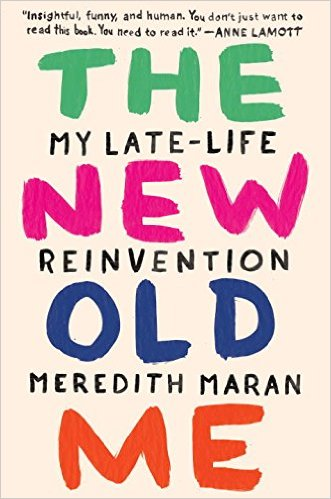 "Insightful, funny, and human. You don't just want to
read this book. You need to read it."—ANNE LAMOTT
THE
MY LATE-LIFE
NEW
REINVENTION
OLD
MEREDITH MARAN
ME